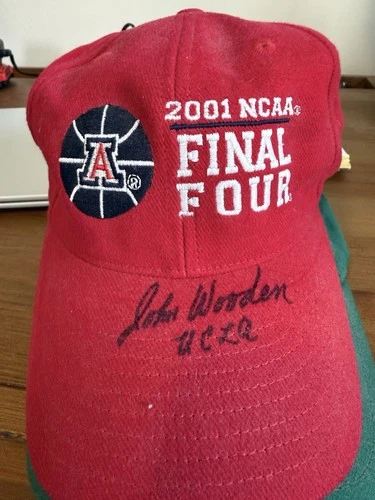 A ®
2001 NCAA®
FINAL
FOUR®
John Wooden
UCLA